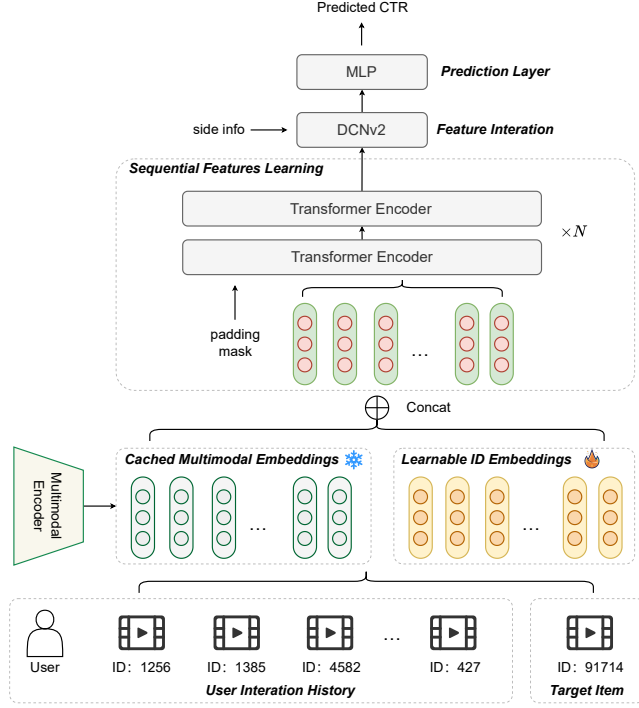 Predicted CTR
MLP
Prediction Layer
side info
DCNv2
Feature Interation
Sequential Features Learning
Transformer Encoder
×N
Transformer Encoder
padding
mask
...
Concat
Multimodal
Encoder
Cached Multimodal Embeddings
Learnable ID Embeddings
...
...
...
User
ID: 1256
ID: 1385
ID: 4582
ID: 427
ID: 91714
User Interation History
Target Item